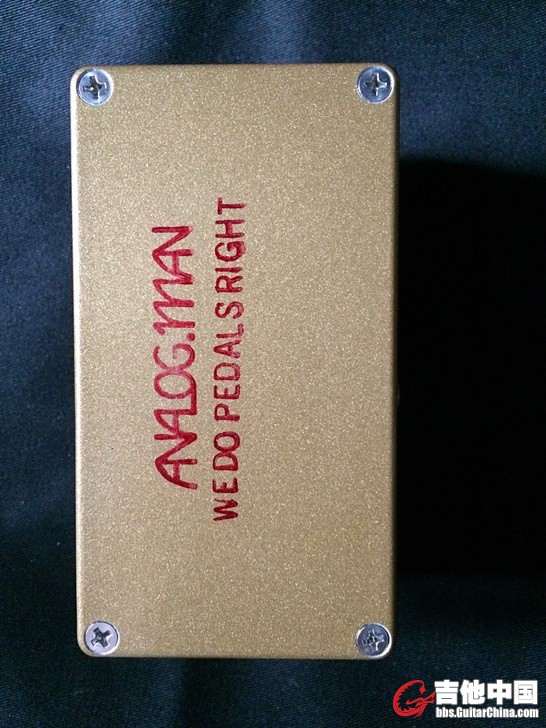 ANALOG.MAN
WE DO PEDALS RIGHT
吉他中国
bbs.GuitarChina.com